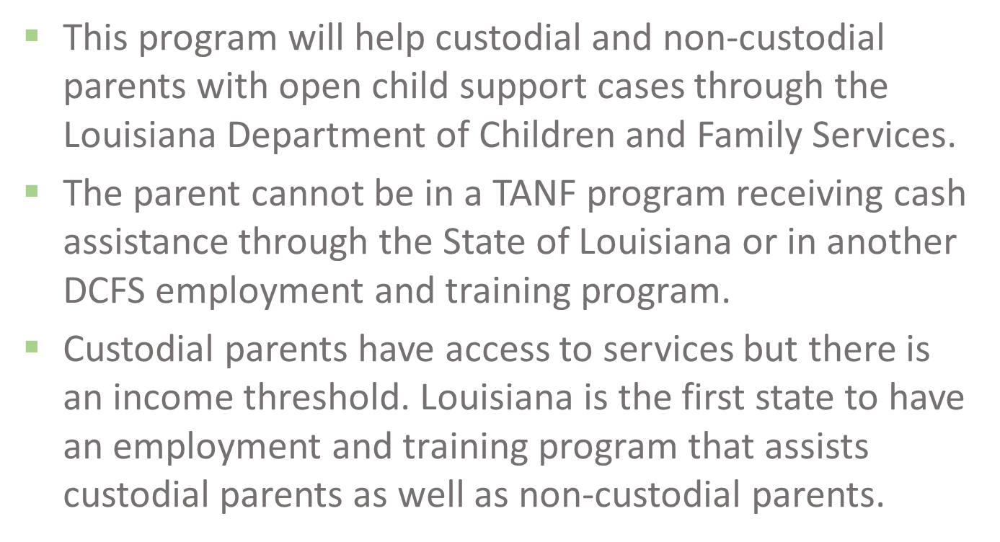 ▪ This program will help custodial and non-custodial
parents with open child support cases through the
Louisiana Department of Children and Family Services.
▪ The parent cannot be in a TANF program receiving cash
assistance through the State of Louisiana or in another
DCFS employment and training program.
▪ Custodial parents have access to services but there is
an income threshold. Louisiana is the first state to have
an employment and training program that assists
custodial parents as well as non-custodial parents.